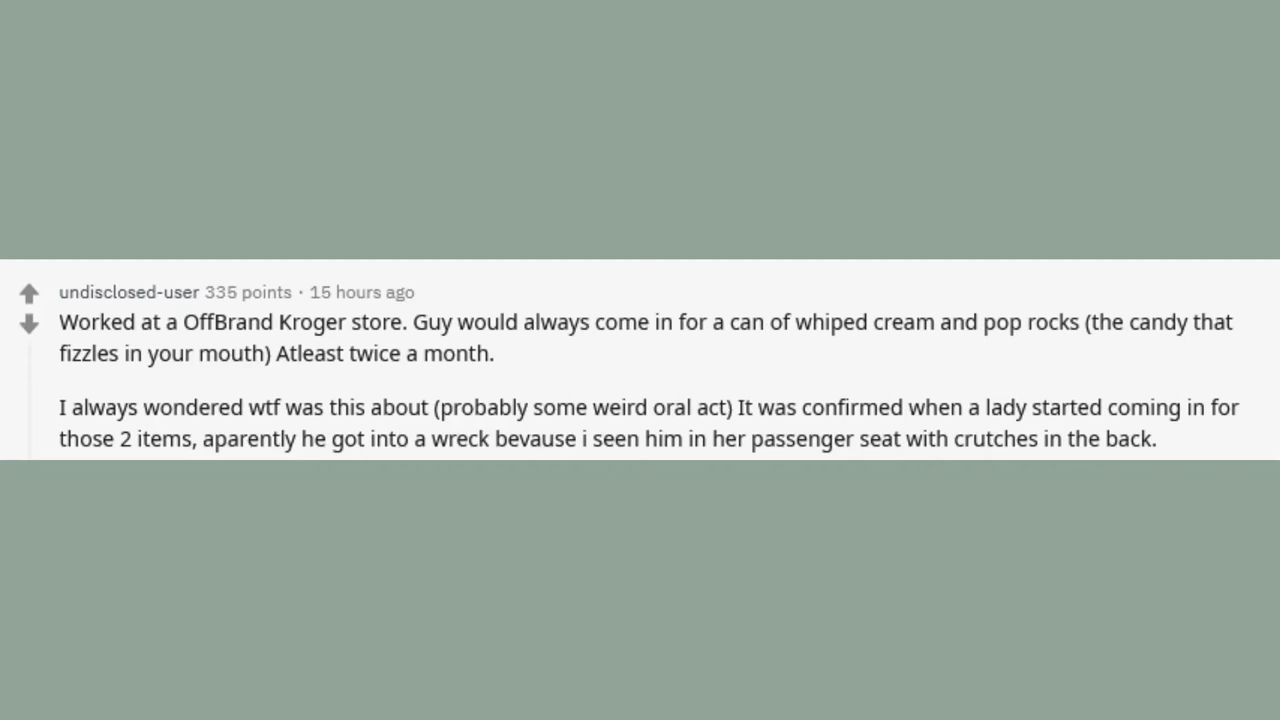 undisclosed-user 335 points · 15 hours ago
Worked at a OffBrand Kroger store. Guy would always come in for a can of whiped cream and pop rocks (the candy that
fizzles in your mouth) Atleast twice a month.
I always wondered wtf was this about (probably some weird oral act) It was confirmed when a lady started coming in for
those 2 items, aparently he got into a wreck bevause i seen him in her passenger seat with crutches in the back.